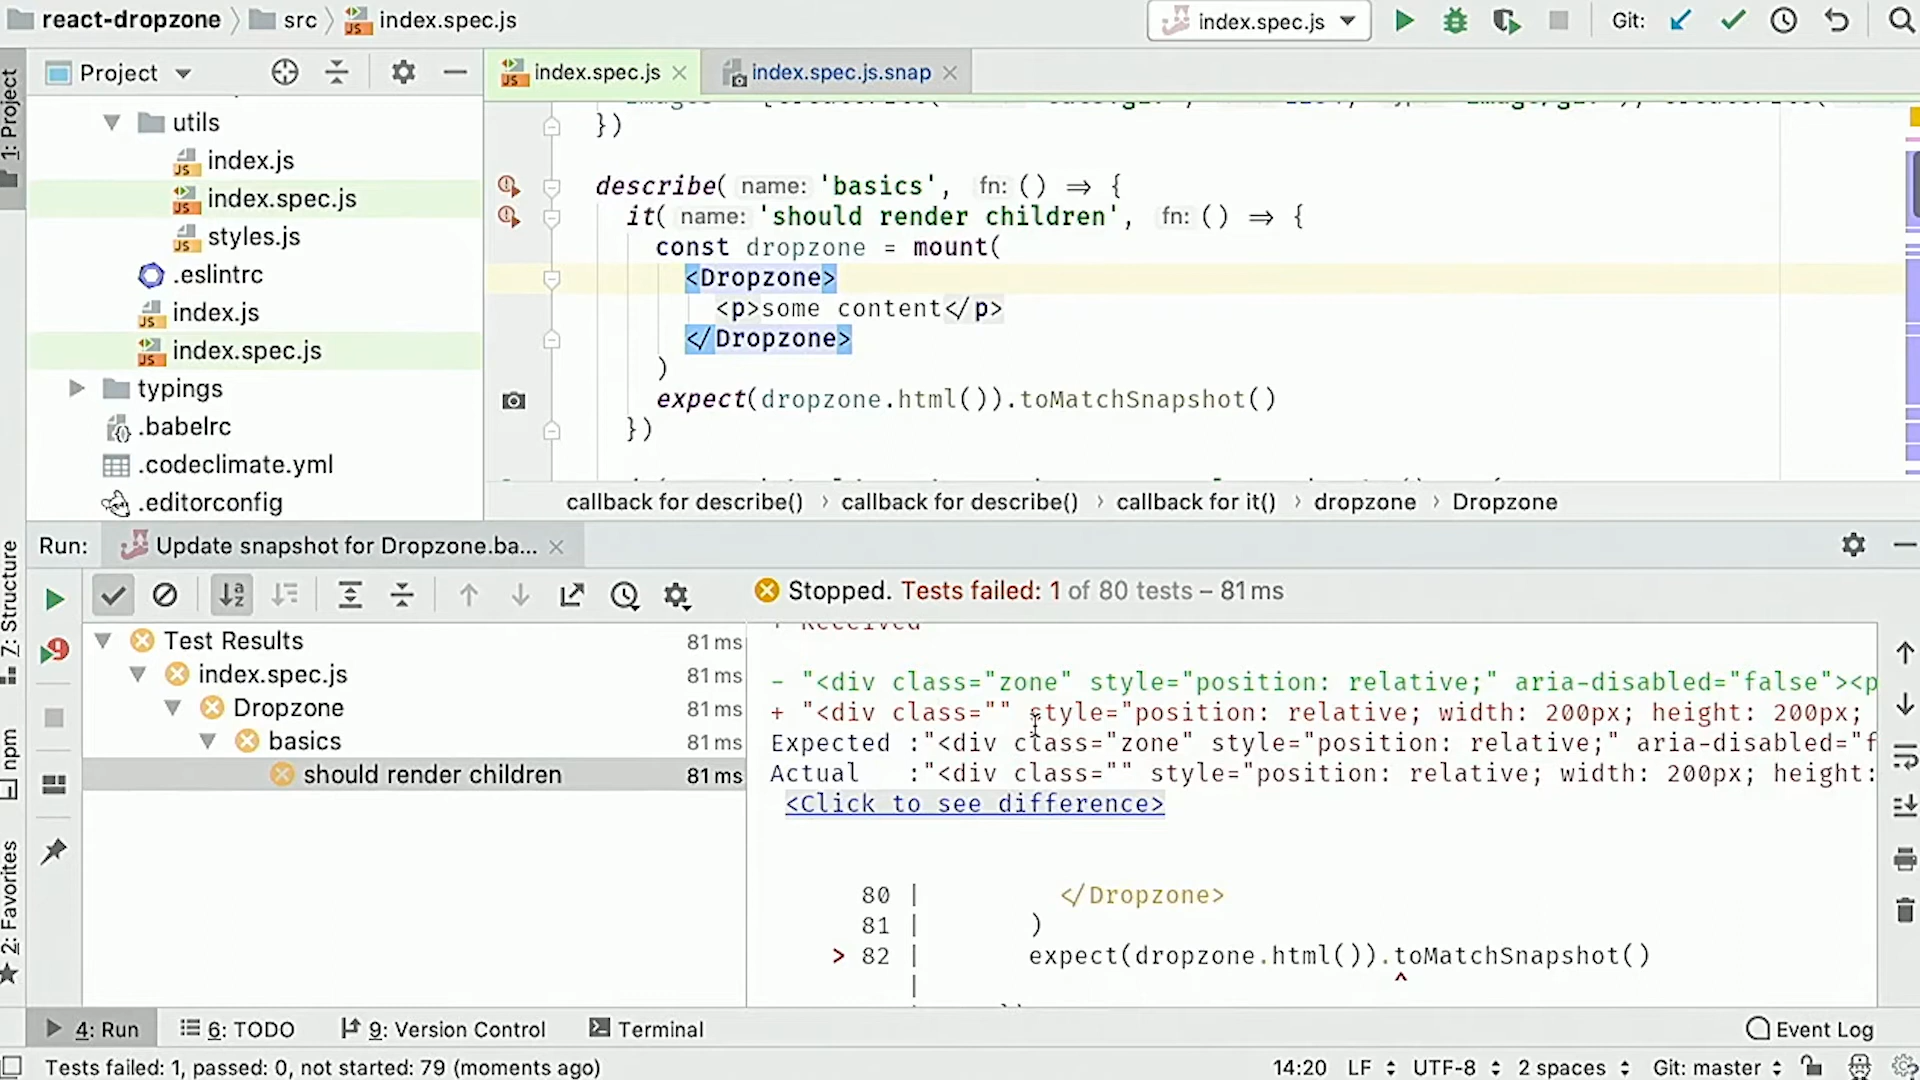 react-dropzone
src
index.spec.js
index.spec.js
Git:
1: Project
Project
index.spec.js
index.spec.js.snap
utils
index.js
index.spec.js
styles.js
.eslintrc
index.js
index.spec.js
typings
.babelrc
.codeclimate.yml
.editorconfig
})
describe( name: 'basics', fn: () ⇒ {
it( name: 'should render children', fn: () ⇒ {
const dropzone = mount(
<Dropzone>
<p>some content</p>
</Dropzone>
)
expect(dropzone.html()).toMatchSnapshot()
})
callback for describe() › callback for describe() › callback for it() › dropzone › Dropzone
Run:
Update snapshot for Dropzone.ba...
Stopped. Tests failed: 1 of 80 tests – 81 ms
7: Structure
npm
2: Favorites
Test Results 81 ms
index.spec.js 81 ms
Dropzone 81 ms
basics 81 ms
should render children 81 ms
+ Received
- "<div class="zone" style="position: relative;" aria-disabled="false"><p
+ "<div class="" style="position: relative; width: 200px; height: 200px;
Expected :"<div class="zone" style="position: relative;" aria-disabled="f
Actual :"<div class="" style="position: relative; width: 200px; height:
<Click to see difference>
80 | </Dropzone>
81 | )
> 82 | expect(dropzone.html()).toMatchSnapshot()
| ^
4: Run
6: TODO
9: Version Control
Terminal
Event Log
Tests failed: 1, passed: 0, not started: 79 (moments ago)
14:20 LF UTF-8 2 spaces Git: master